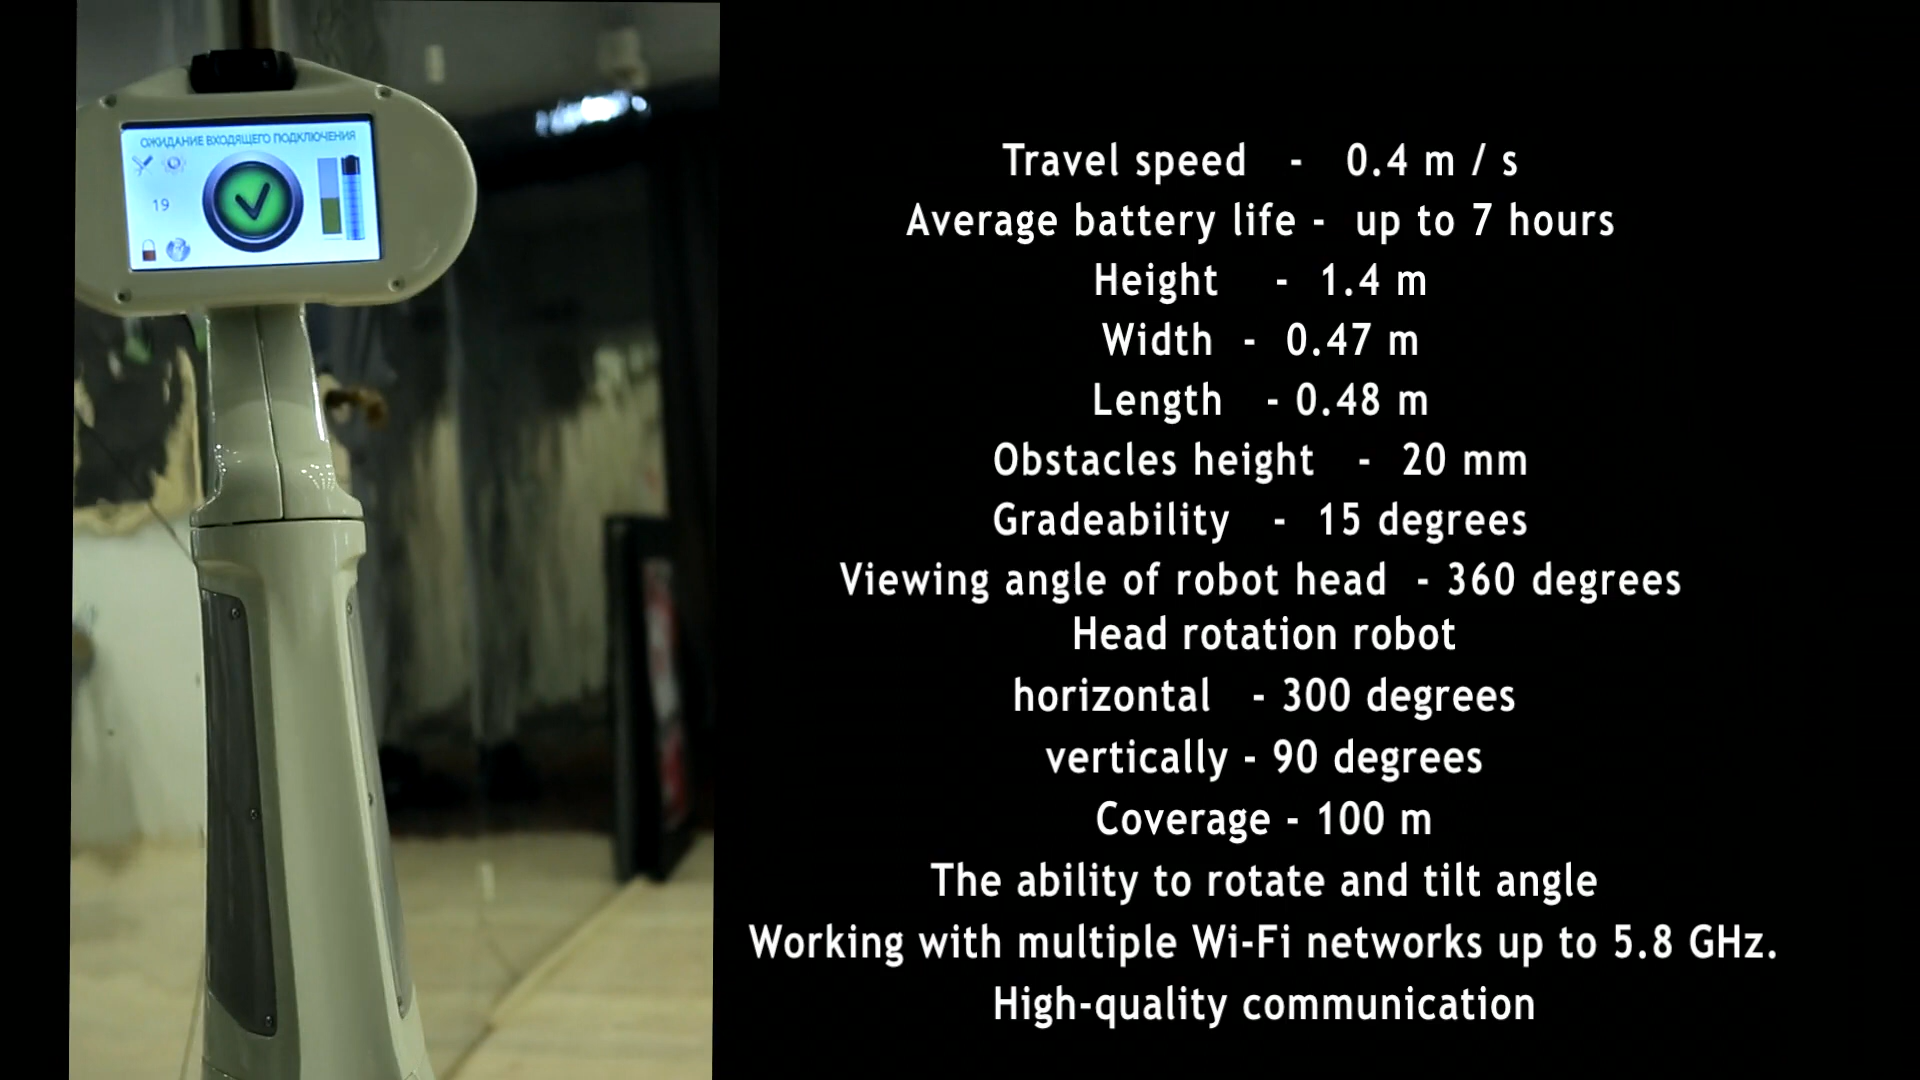 ОЖИДАНИЕ ВХОДЯЩЕГО ПОДКЛЮЧЕНИЯ
19
Travel speed - 0.4 m / s
Average battery life - up to 7 hours
Height - 1.4 m
Width - 0.47 m
Length - 0.48 m
Obstacles height - 20 mm
Gradeability - 15 degrees
Viewing angle of robot head - 360 degrees
Head rotation robot
horizontal - 300 degrees
vertically - 90 degrees
Coverage - 100 m
The ability to rotate and tilt angle
Working with multiple Wi-Fi networks up to 5.8 GHz.
High-quality communication